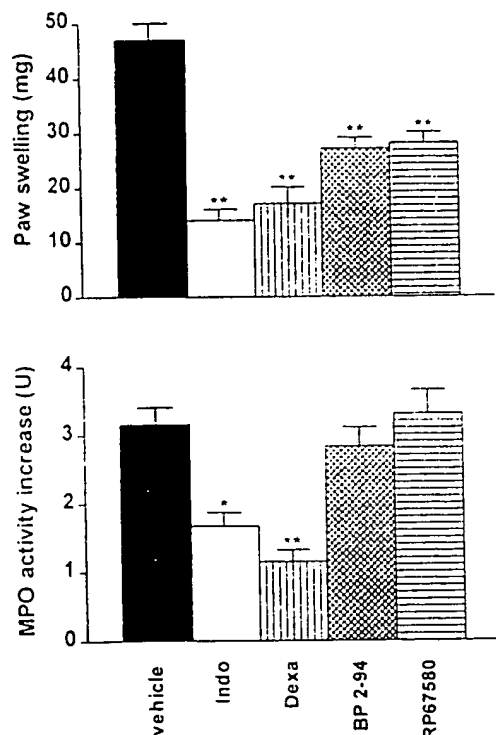 Paw swelling (mg)
50
40
30
20
10
0
**
**
**
**
MPO activity increase (U)
4
3
2
1
0
*
**
vehicle
Indo
Dexa
BP 2-94
RP67580